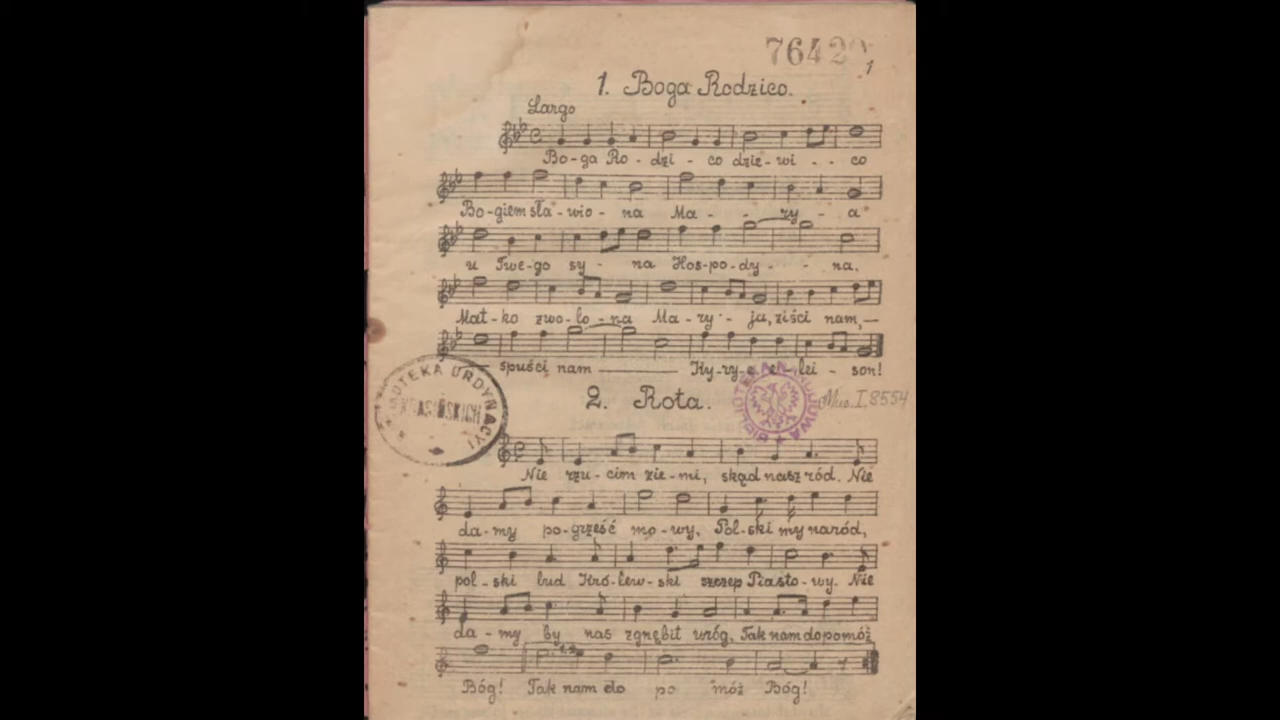 76420
1
1. Boga Rodzico.
Largo
Bo-ga Ro-dzi-co dzie-wi--co
Bo-giem sła-wio-na Ma--ry-a
u Twe-go sy-na Hos-po-dy--na.
Mat-ko zwo-lo-na Ma-ry--ja, ziści nam,—
spuści nam ——— Ky-ry-e e-lei-son!
2. Rota.
Mus. I. 8554
Nie rzu-cim zie-mi, skąd nasz ród. Nie
da-my po-grześć mo-wy. Pol-ski my naród,
pol-ski lud Kró-lew-ski szczep Piasto-wy. Nie
da-my by nas zgnębił wróg, Tak nam dopomóż
Bóg! Tak nam do po móż Bóg!